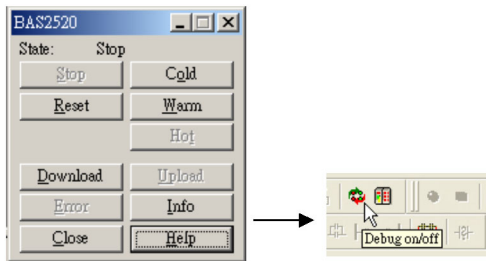 BAS2520
State: Stop
Stop Cold
Reset Warm
Hot
Download Upload
Error Info
Close Help
Debug on/off